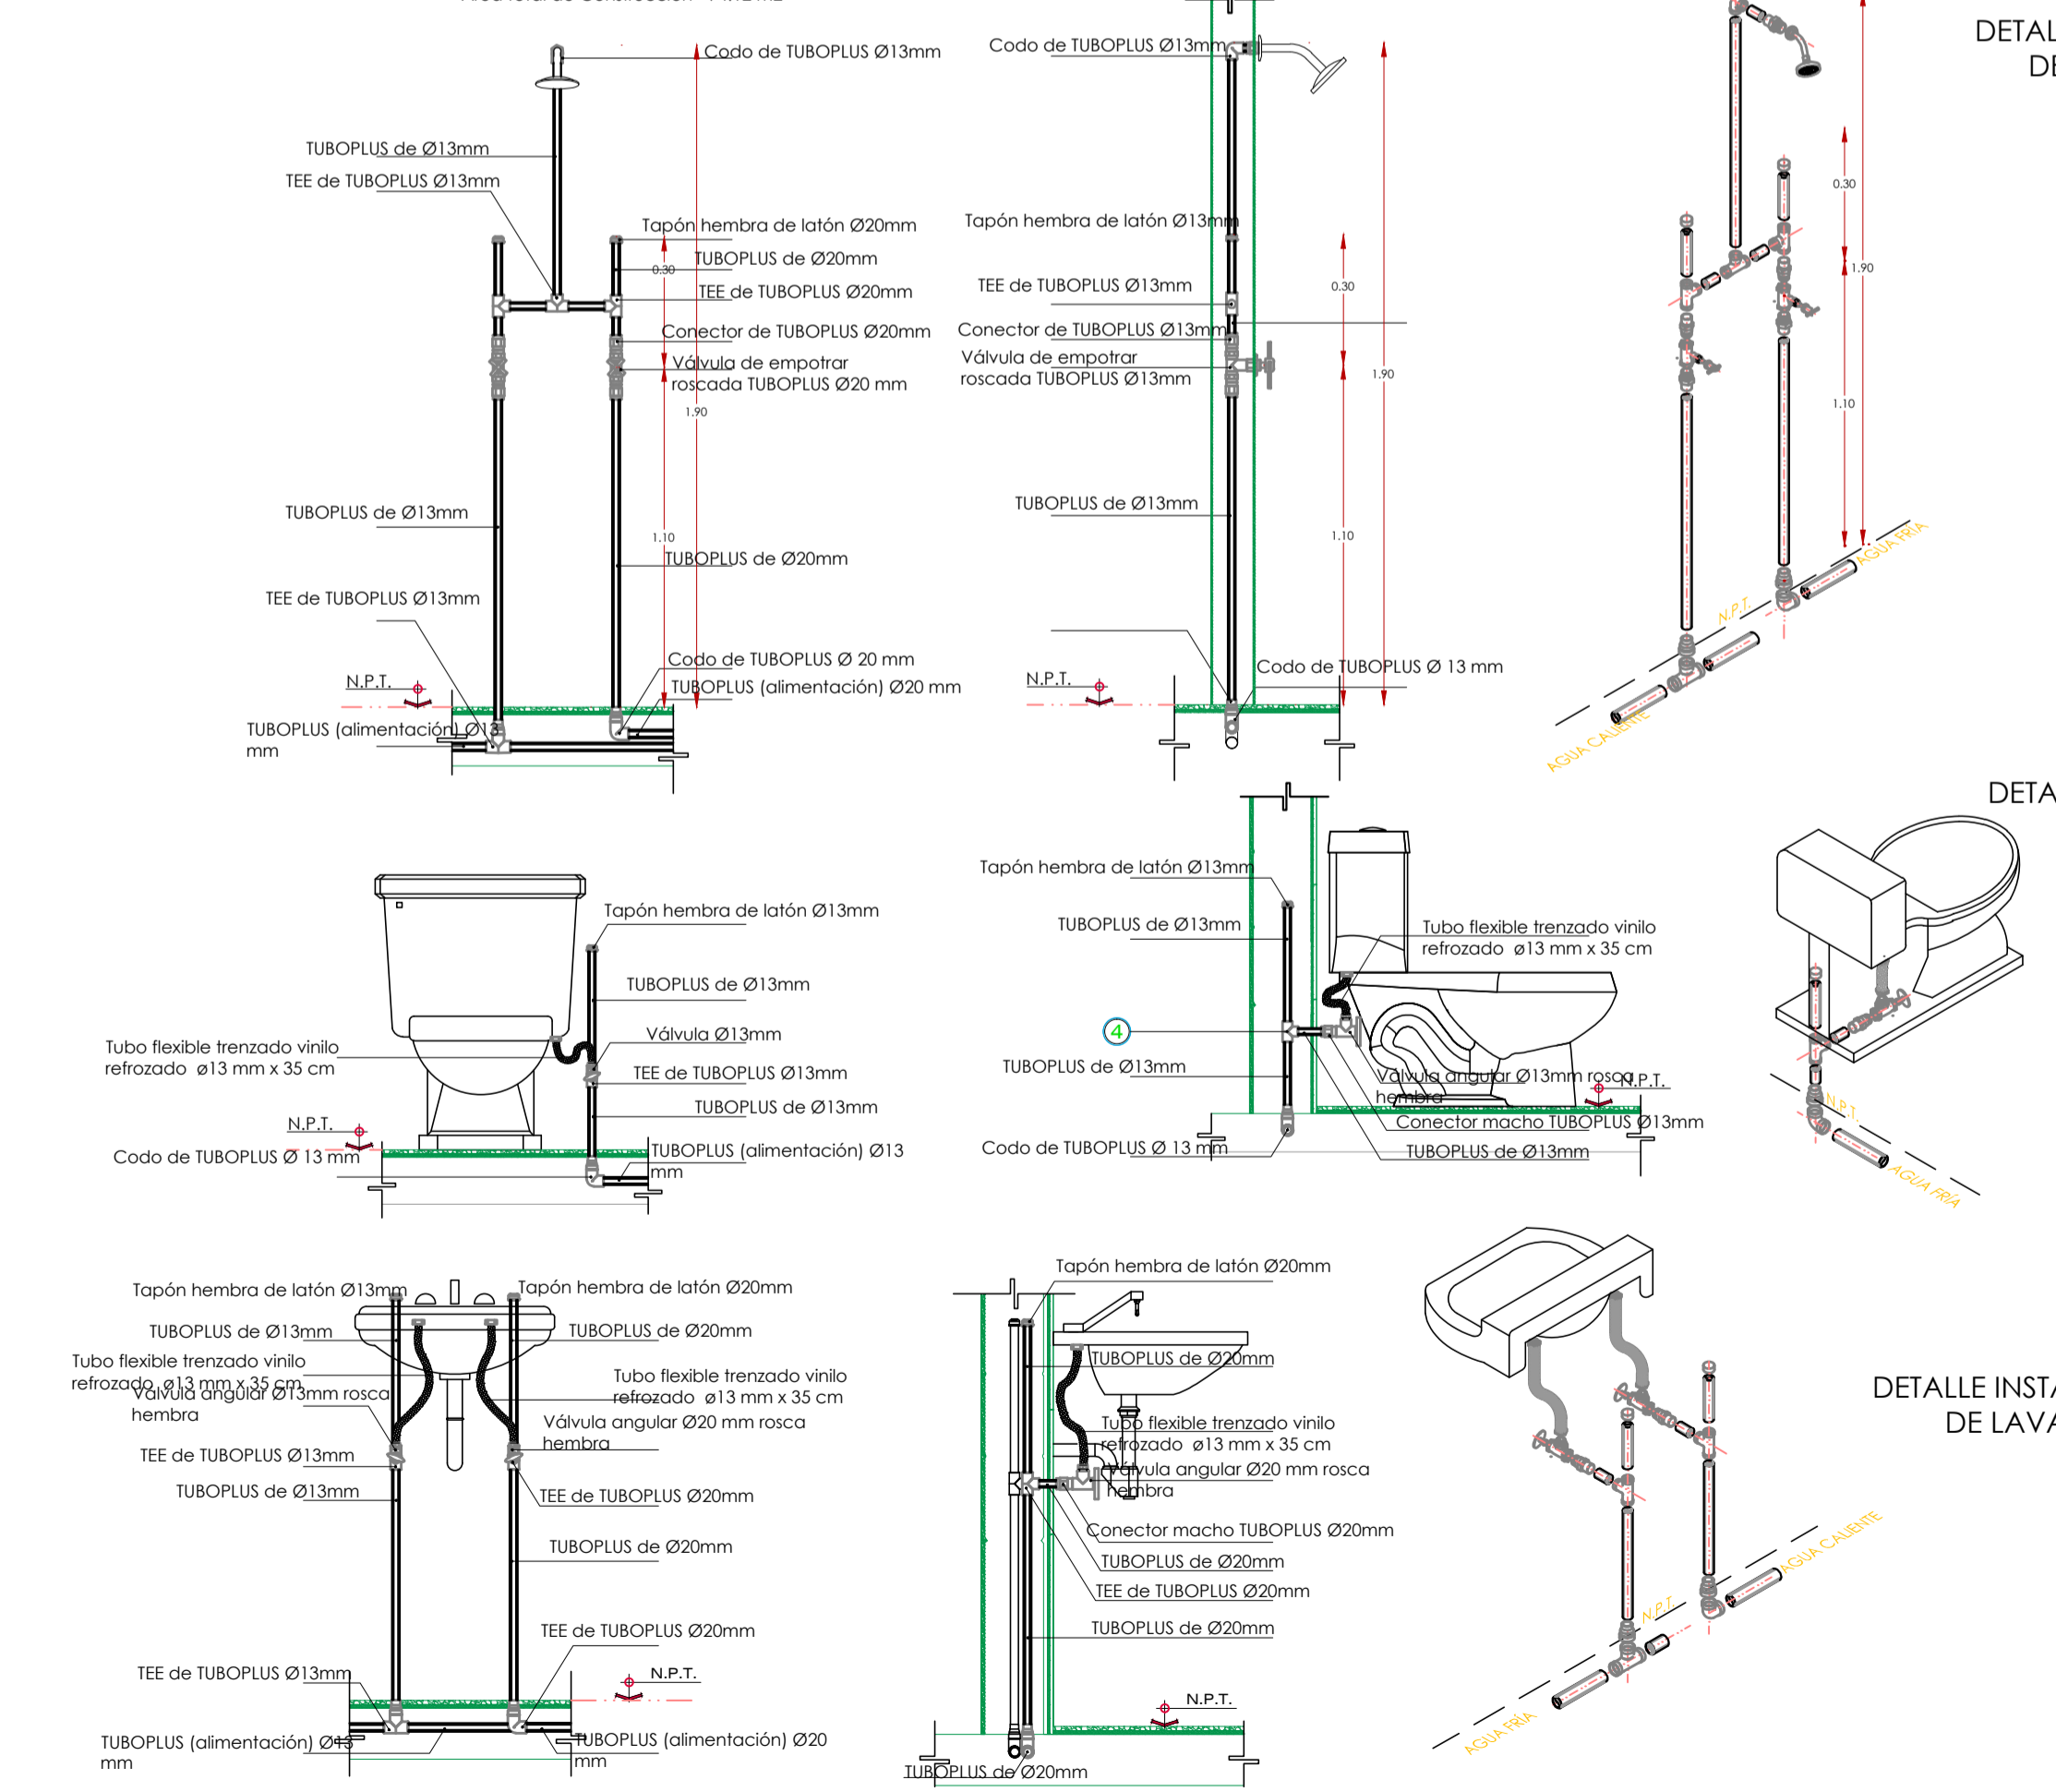 Codo de TUBOPLUS Ø13mm
TUBOPLUS de Ø13mm
TEE de TUBOPLUS Ø13mm
Tapón hembra de latón Ø20mm
TUBOPLUS de Ø20mm
0.30
TEE de TUBOPLUS Ø20mm
Conector de TUBOPLUS Ø20mm
Válvula de empotrar
roscada TUBOPLUS Ø20 mm
1.90
TUBOPLUS de Ø13mm
1.10
TUBOPLUS de Ø20mm
TEE de TUBOPLUS Ø13mm
Codo de TUBOPLUS Ø 20 mm
N.P.T.
TUBOPLUS (alimentación) Ø20 mm
TUBOPLUS (alimentación) Ø13
mm
Codo de TUBOPLUS Ø13mm
Tapón hembra de latón Ø13mm
TEE de TUBOPLUS Ø13mm
0.30
Conector de TUBOPLUS Ø13mm
Válvula de empotrar
roscada TUBOPLUS Ø13mm
1.90
TUBOPLUS de Ø13mm
1.10
Codo de TUBOPLUS Ø 13 mm
N.P.T.
DETAL
DE
0.30
1.90
1.10
AGUA FRÍA
N.P.T.
AGUA CALIENTE
Tapón hembra de latón Ø13mm
TUBOPLUS de Ø13mm
Válvula Ø13mm
Tubo flexible trenzado vinilo
refrozado ø13 mm x 35 cm
TEE de TUBOPLUS Ø13mm
TUBOPLUS de Ø13mm
N.P.T.
Codo de TUBOPLUS Ø 13 mm
TUBOPLUS (alimentación) Ø13
mm
Tapón hembra de latón Ø13mm
TUBOPLUS de Ø13mm
Tubo flexible trenzado vinilo
refrozado ø13 mm x 35 cm
4
TUBOPLUS de Ø13mm
Válvula angular Ø13mm rosca
hembra
N.P.T.
Conector macho TUBOPLUS Ø13mm
Codo de TUBOPLUS Ø 13 mm
TUBOPLUS de Ø13mm
DETA
N.P.T.
AGUA FRÍA
Tapón hembra de latón Ø13mm
Tapón hembra de latón Ø20mm
TUBOPLUS de Ø13mm
TUBOPLUS de Ø20mm
Tubo flexible trenzado vinilo
refrozado ø13 mm x 35 cm
Válvula angular Ø13mm rosca
hembra
Tubo flexible trenzado vinilo
refrozado ø13 mm x 35 cm
Válvula angular Ø20 mm rosca
hembra
TEE de TUBOPLUS Ø13mm
TUBOPLUS de Ø13mm
TEE de TUBOPLUS Ø20mm
TUBOPLUS de Ø20mm
TEE de TUBOPLUS Ø20mm
TEE de TUBOPLUS Ø13mm
N.P.T.
TUBOPLUS (alimentación) Ø13
mm
TUBOPLUS (alimentación) Ø20
mm
Tapón hembra de latón Ø20mm
TUBOPLUS de Ø20mm
Tubo flexible trenzado vinilo
refrozado ø13 mm x 35 cm
Válvula angular Ø20 mm rosca
hembra
Conector macho TUBOPLUS Ø20mm
TUBOPLUS de Ø20mm
TEE de TUBOPLUS Ø20mm
TUBOPLUS de Ø20mm
N.P.T.
TUBOPLUS de Ø20mm
DETALLE INSTA
DE LAVA
AGUA CALIENTE
N.P.T.
AGUA FRÍA